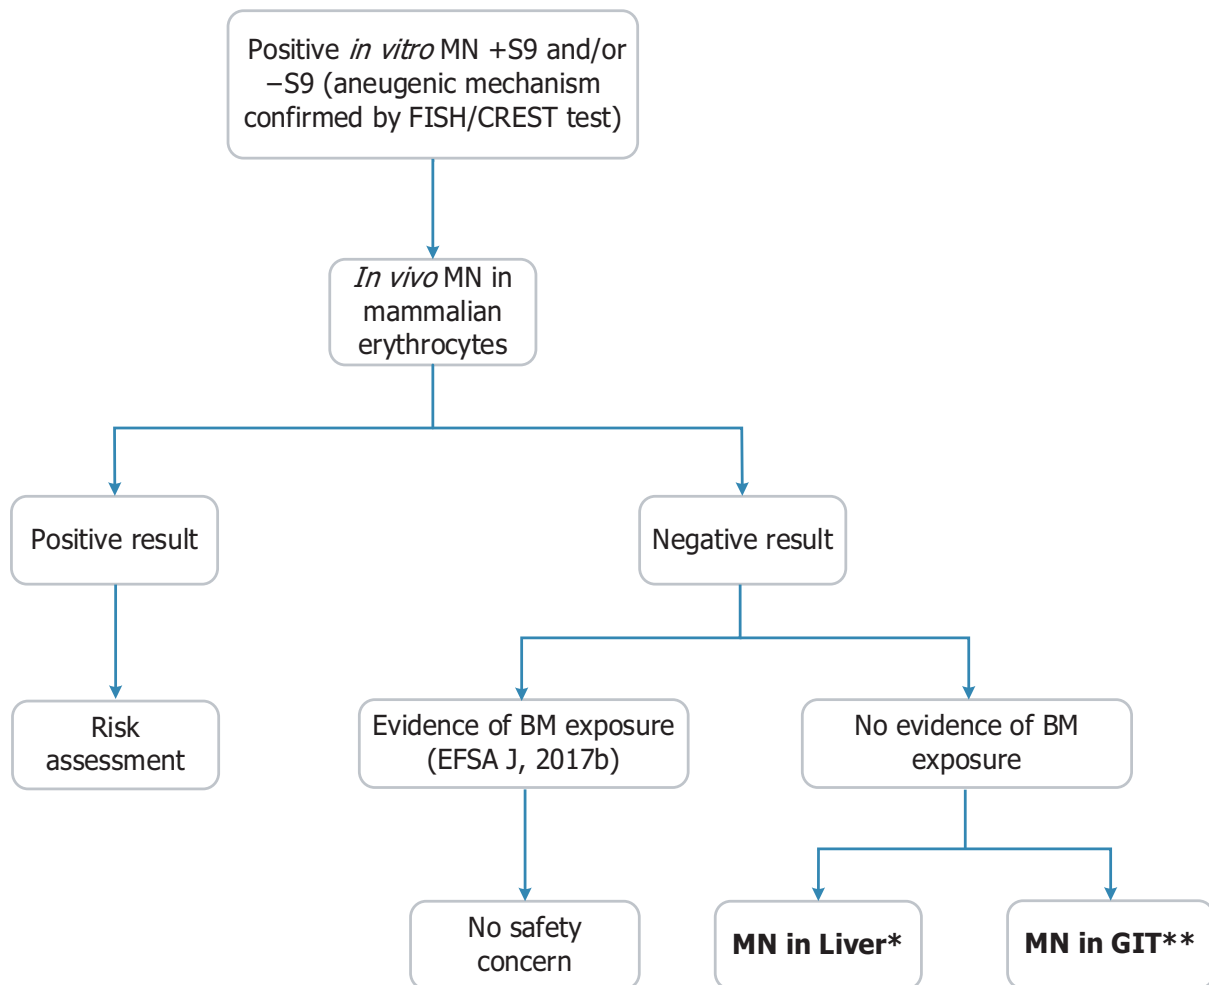 Positive in vitro MN +S9 and/or
−S9 (aneugenic mechanism
confirmed by FISH/CREST test)
In vivo MN in
mammalian
erythrocytes
Positive result
Negative result
Risk
assessment
Evidence of BM exposure
(EFSA J, 2017b)
No evidence of BM
exposure
No safety
concern
MN in Liver*
MN in GIT**